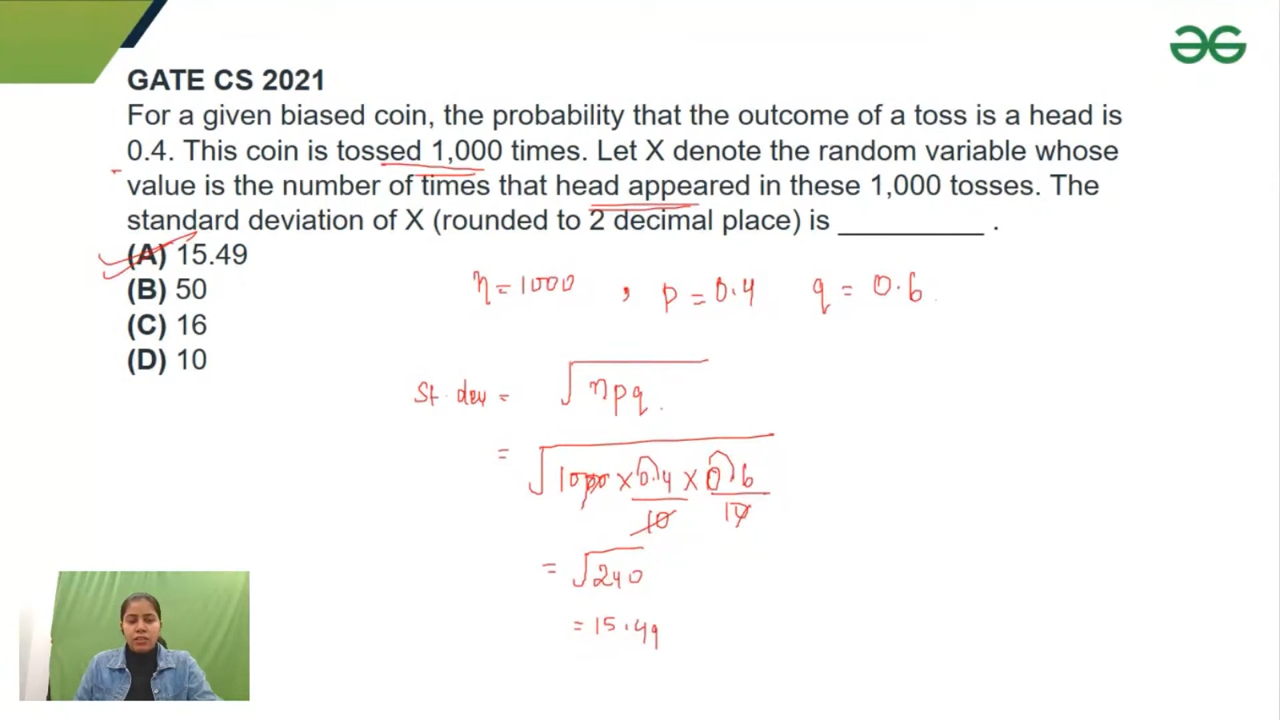 GATE CS 2021
For a given biased coin, the probability that the outcome of a toss is a head is
0.4. This coin is tossed 1,000 times. Let X denote the random variable whose
value is the number of times that head appeared in these 1,000 tosses. The
standard deviation of X (rounded to 2 decimal place) is __________ .
(A) 15.49
(B) 50
(C) 16
(D) 10
n = 1000 , p = 0.4 q = 0.6
St. dev = √npq.
= √1000 × 0.4/10 × 0.6/10
= √240
= 15.49